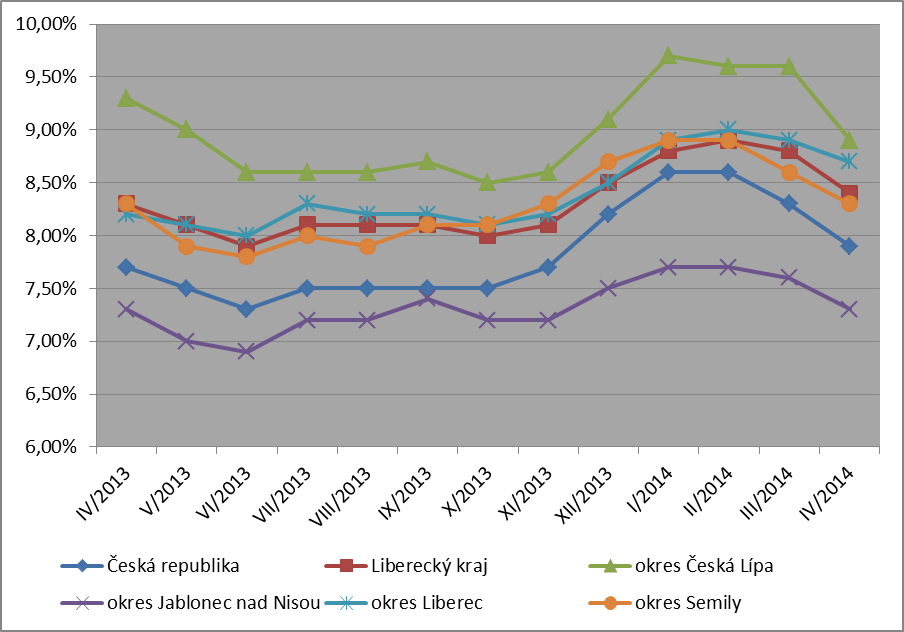 10,00%
9,50%
9,00%
8,50%
8,00%
7,50%
7,00%
6,50%
6,00%
IV/2013
V/2013
VI/2013
VII/2013
VIII/2013
IX/2013
X/2013
XI/2013
XII/2013
I/2014
II/2014
III/2014
IV/2014
Česká republika
Liberecký kraj
okres Česká Lípa
okres Jablonec nad Nisou
okres Liberec
okres Semily